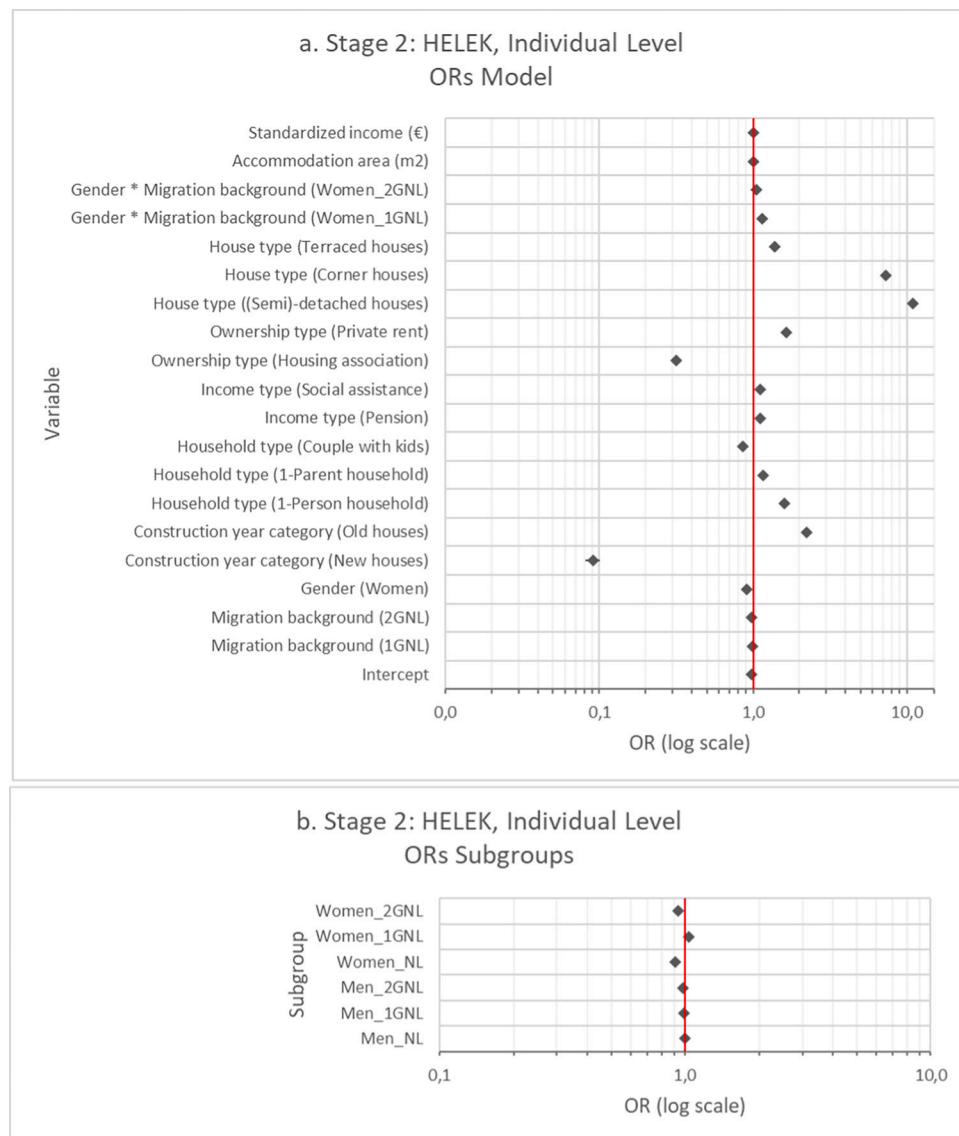 a. Stage 2: HELEK, Individual Level
ORs Model
Variable
Standardized income (€)
Accommodation area (m2)
Gender * Migration background (Women_2GNL)
Gender * Migration background (Women_1GNL)
House type (Terraced houses)
House type (Corner houses)
House type ((Semi)-detached houses)
Ownership type (Private rent)
Ownership type (Housing association)
Income type (Social assistance)
Income type (Pension)
Household type (Couple with kids)
Household type (1-Parent household)
Household type (1-Person household)
Construction year category (Old houses)
Construction year category (New houses)
Gender (Women)
Migration background (2GNL)
Migration background (1GNL)
Intercept
0,0 0,1 1,0 10,0
OR (log scale)
b. Stage 2: HELEK, Individual Level
ORs Subgroups
Subgroup
Women_2GNL
Women_1GNL
Women_NL
Men_2GNL
Men_1GNL
Men_NL
0,1 1,0 10,0
OR (log scale)